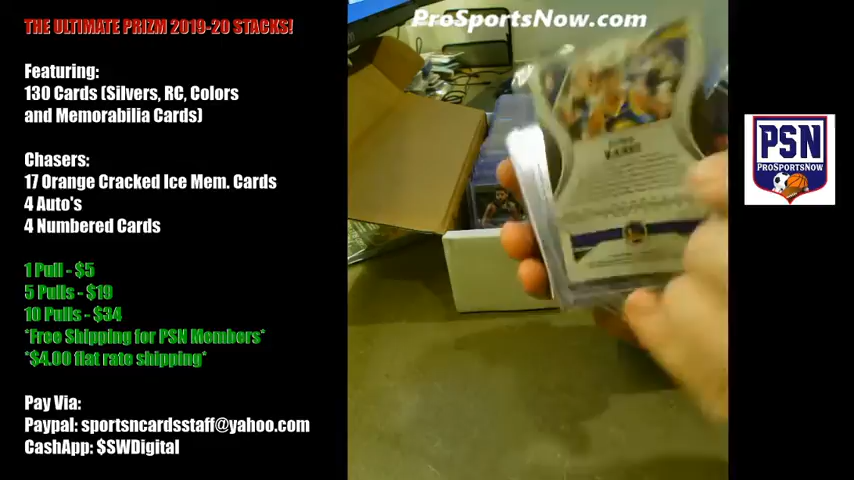 THE ULTIMATE PRIZM 2019-20 STACKS!
Featuring:
130 Cards (Silvers, RC, Colors
and Memorabilia Cards)
Chasers:
17 Orange Cracked Ice Mem. Cards
4 Auto's
4 Numbered Cards
1 Pull - $5
5 Pulls - $19
10 Pulls - $34
*Free Shipping for PSN Members*
*$4.00 flat rate shipping*
Pay Via:
Paypal: sportsncardsstaff@yahoo.com
CashApp: $SWDigital
ProSportsNow.com
PSN
PROSPORTSNOW